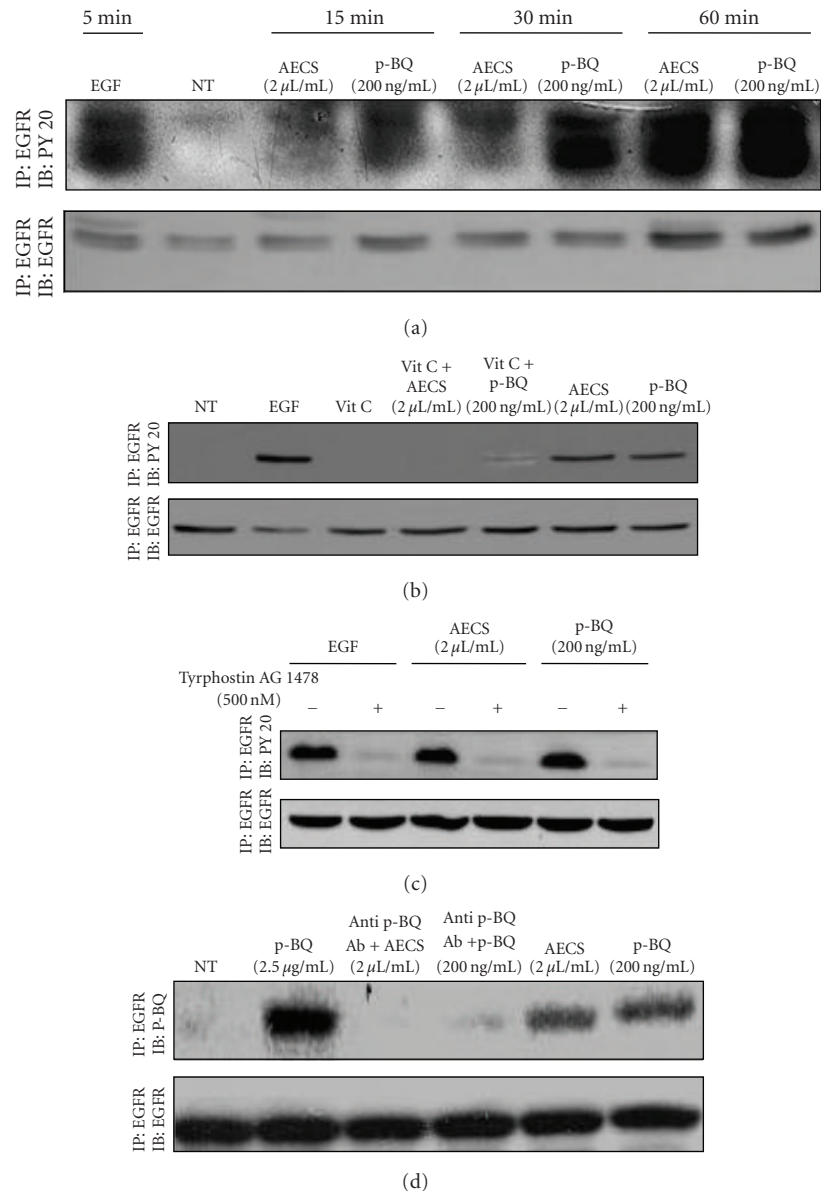 5 min 15 min 30 min 60 min
EGF NT AECS (2 μL/mL) p-BQ (200 ng/mL) AECS (2 μL/mL) p-BQ (200 ng/mL) AECS (2 μL/mL) p-BQ (200 ng/mL)
IP: EGFR
IB: PY 20
IP: EGFR
IB: EGFR
(a)
NT EGF Vit C Vit C + AECS (2 μL/mL) Vit C + p-BQ (200 ng/mL) AECS (2 μL/mL) p-BQ (200 ng/mL)
IP: EGFR
IB: PY 20
IP: EGFR
IB: EGFR
(b)
EGF AECS (2 μL/mL) p-BQ (200 ng/mL)
Tyrphostin AG 1478
(500 nM)
− + − + − +
IP: EGFR
IB: PY 20
IP: EGFR
IB: EGFR
(c)
NT p-BQ (2.5 μg/mL) Anti p-BQ Ab + AECS (2 μL/mL) Anti p-BQ Ab +p-BQ (200 ng/mL) AECS (2 μL/mL) p-BQ (200 ng/mL)
IP: EGFR
IB: P-BQ
IP: EGFR
IB: EGFR
(d)